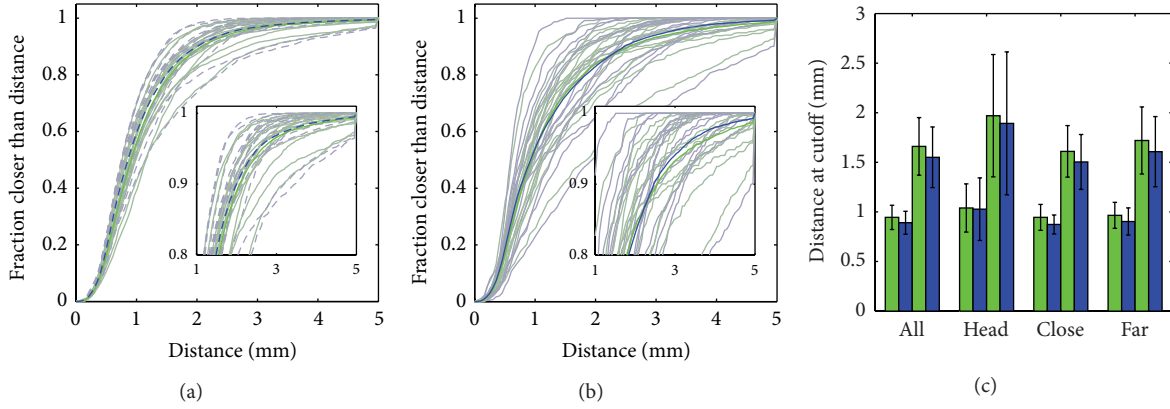 Fraction closer than distance
1
0.8
0.6
0.4
0.2
0
0 1 2 3 4 5
Distance (mm)
1
0.9
0.8
1 3 5
(a)
Fraction closer than distance
1
0.8
0.6
0.4
0.2
0
0 1 2 3 4 5
Distance (mm)
1
0.9
0.8
1 3 5
(b)
Distance at cutoff (mm)
3
2.5
2
1.5
1
0.5
0
All Head Close Far
(c)